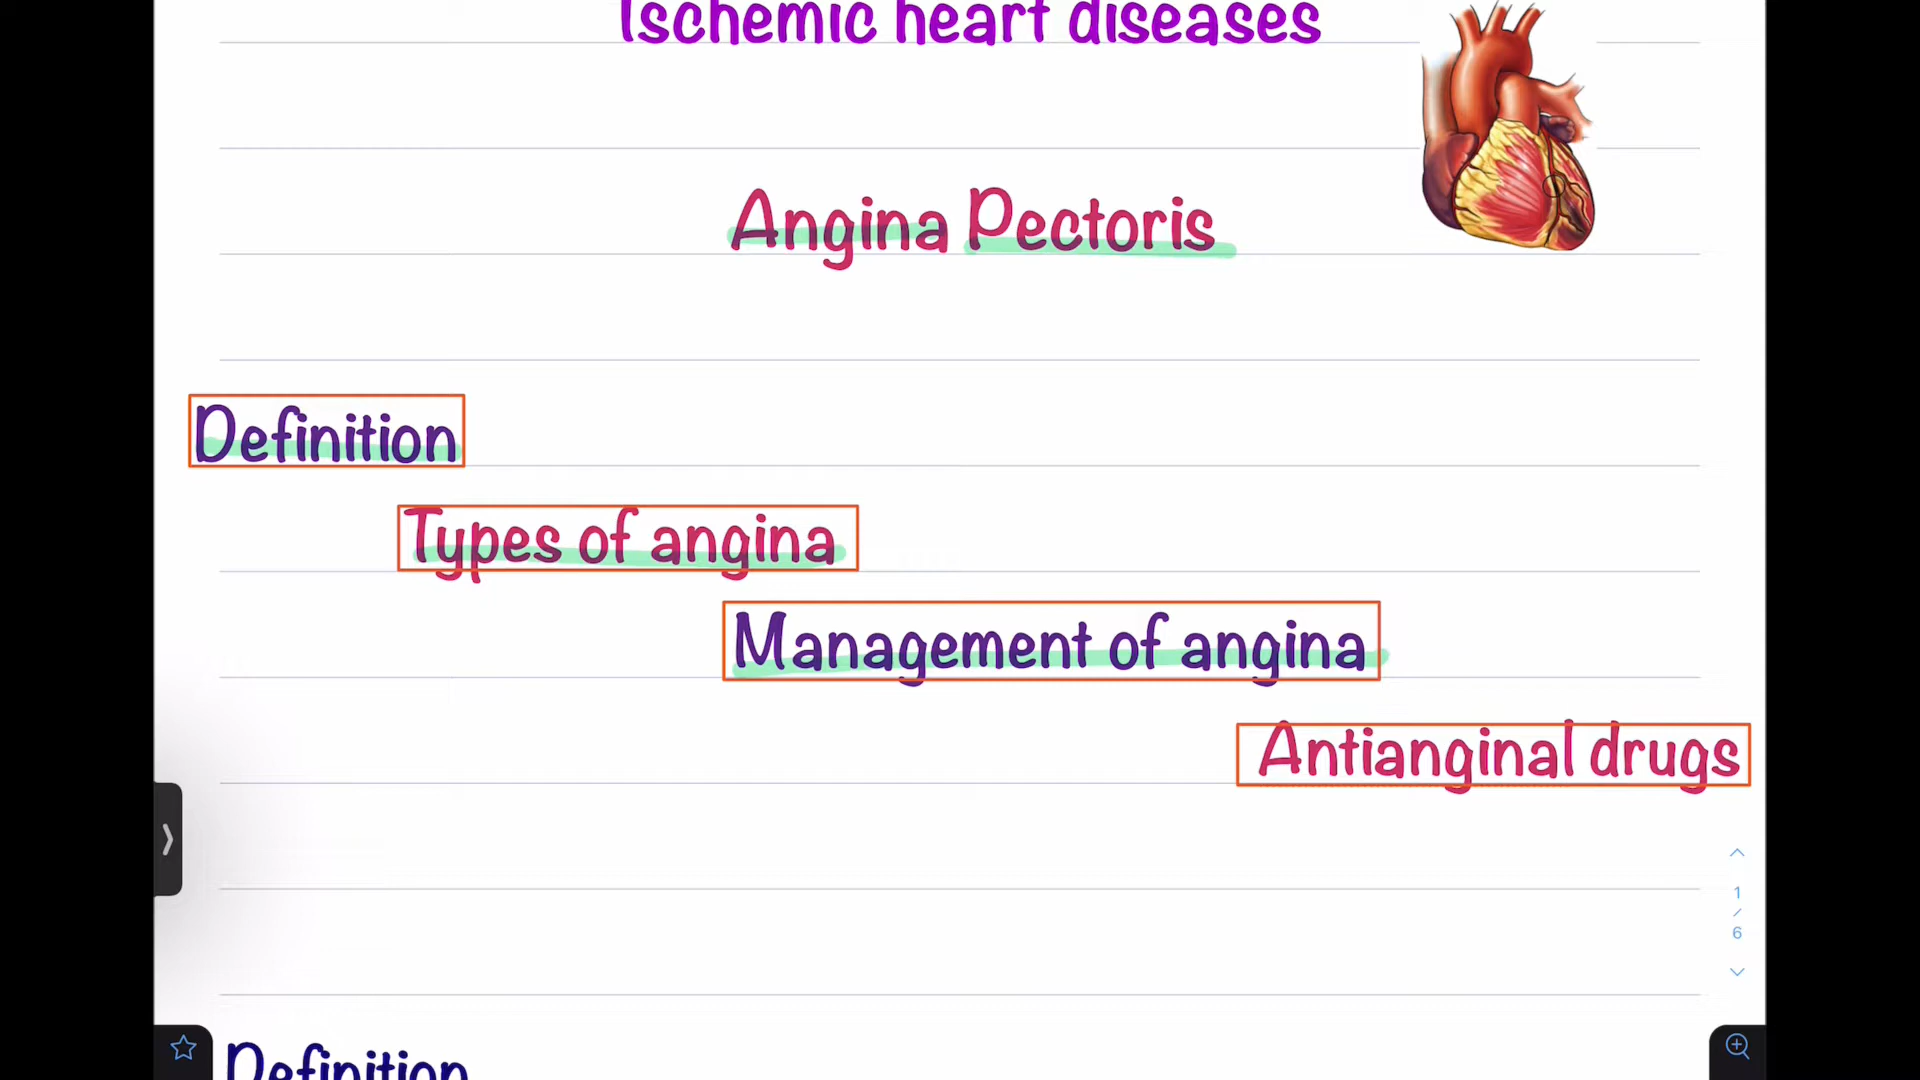 Ischemic heart diseases
Angina Pectoris
Definition
Types of angina
Management of angina
Antianginal drugs
1
/
6
Definition